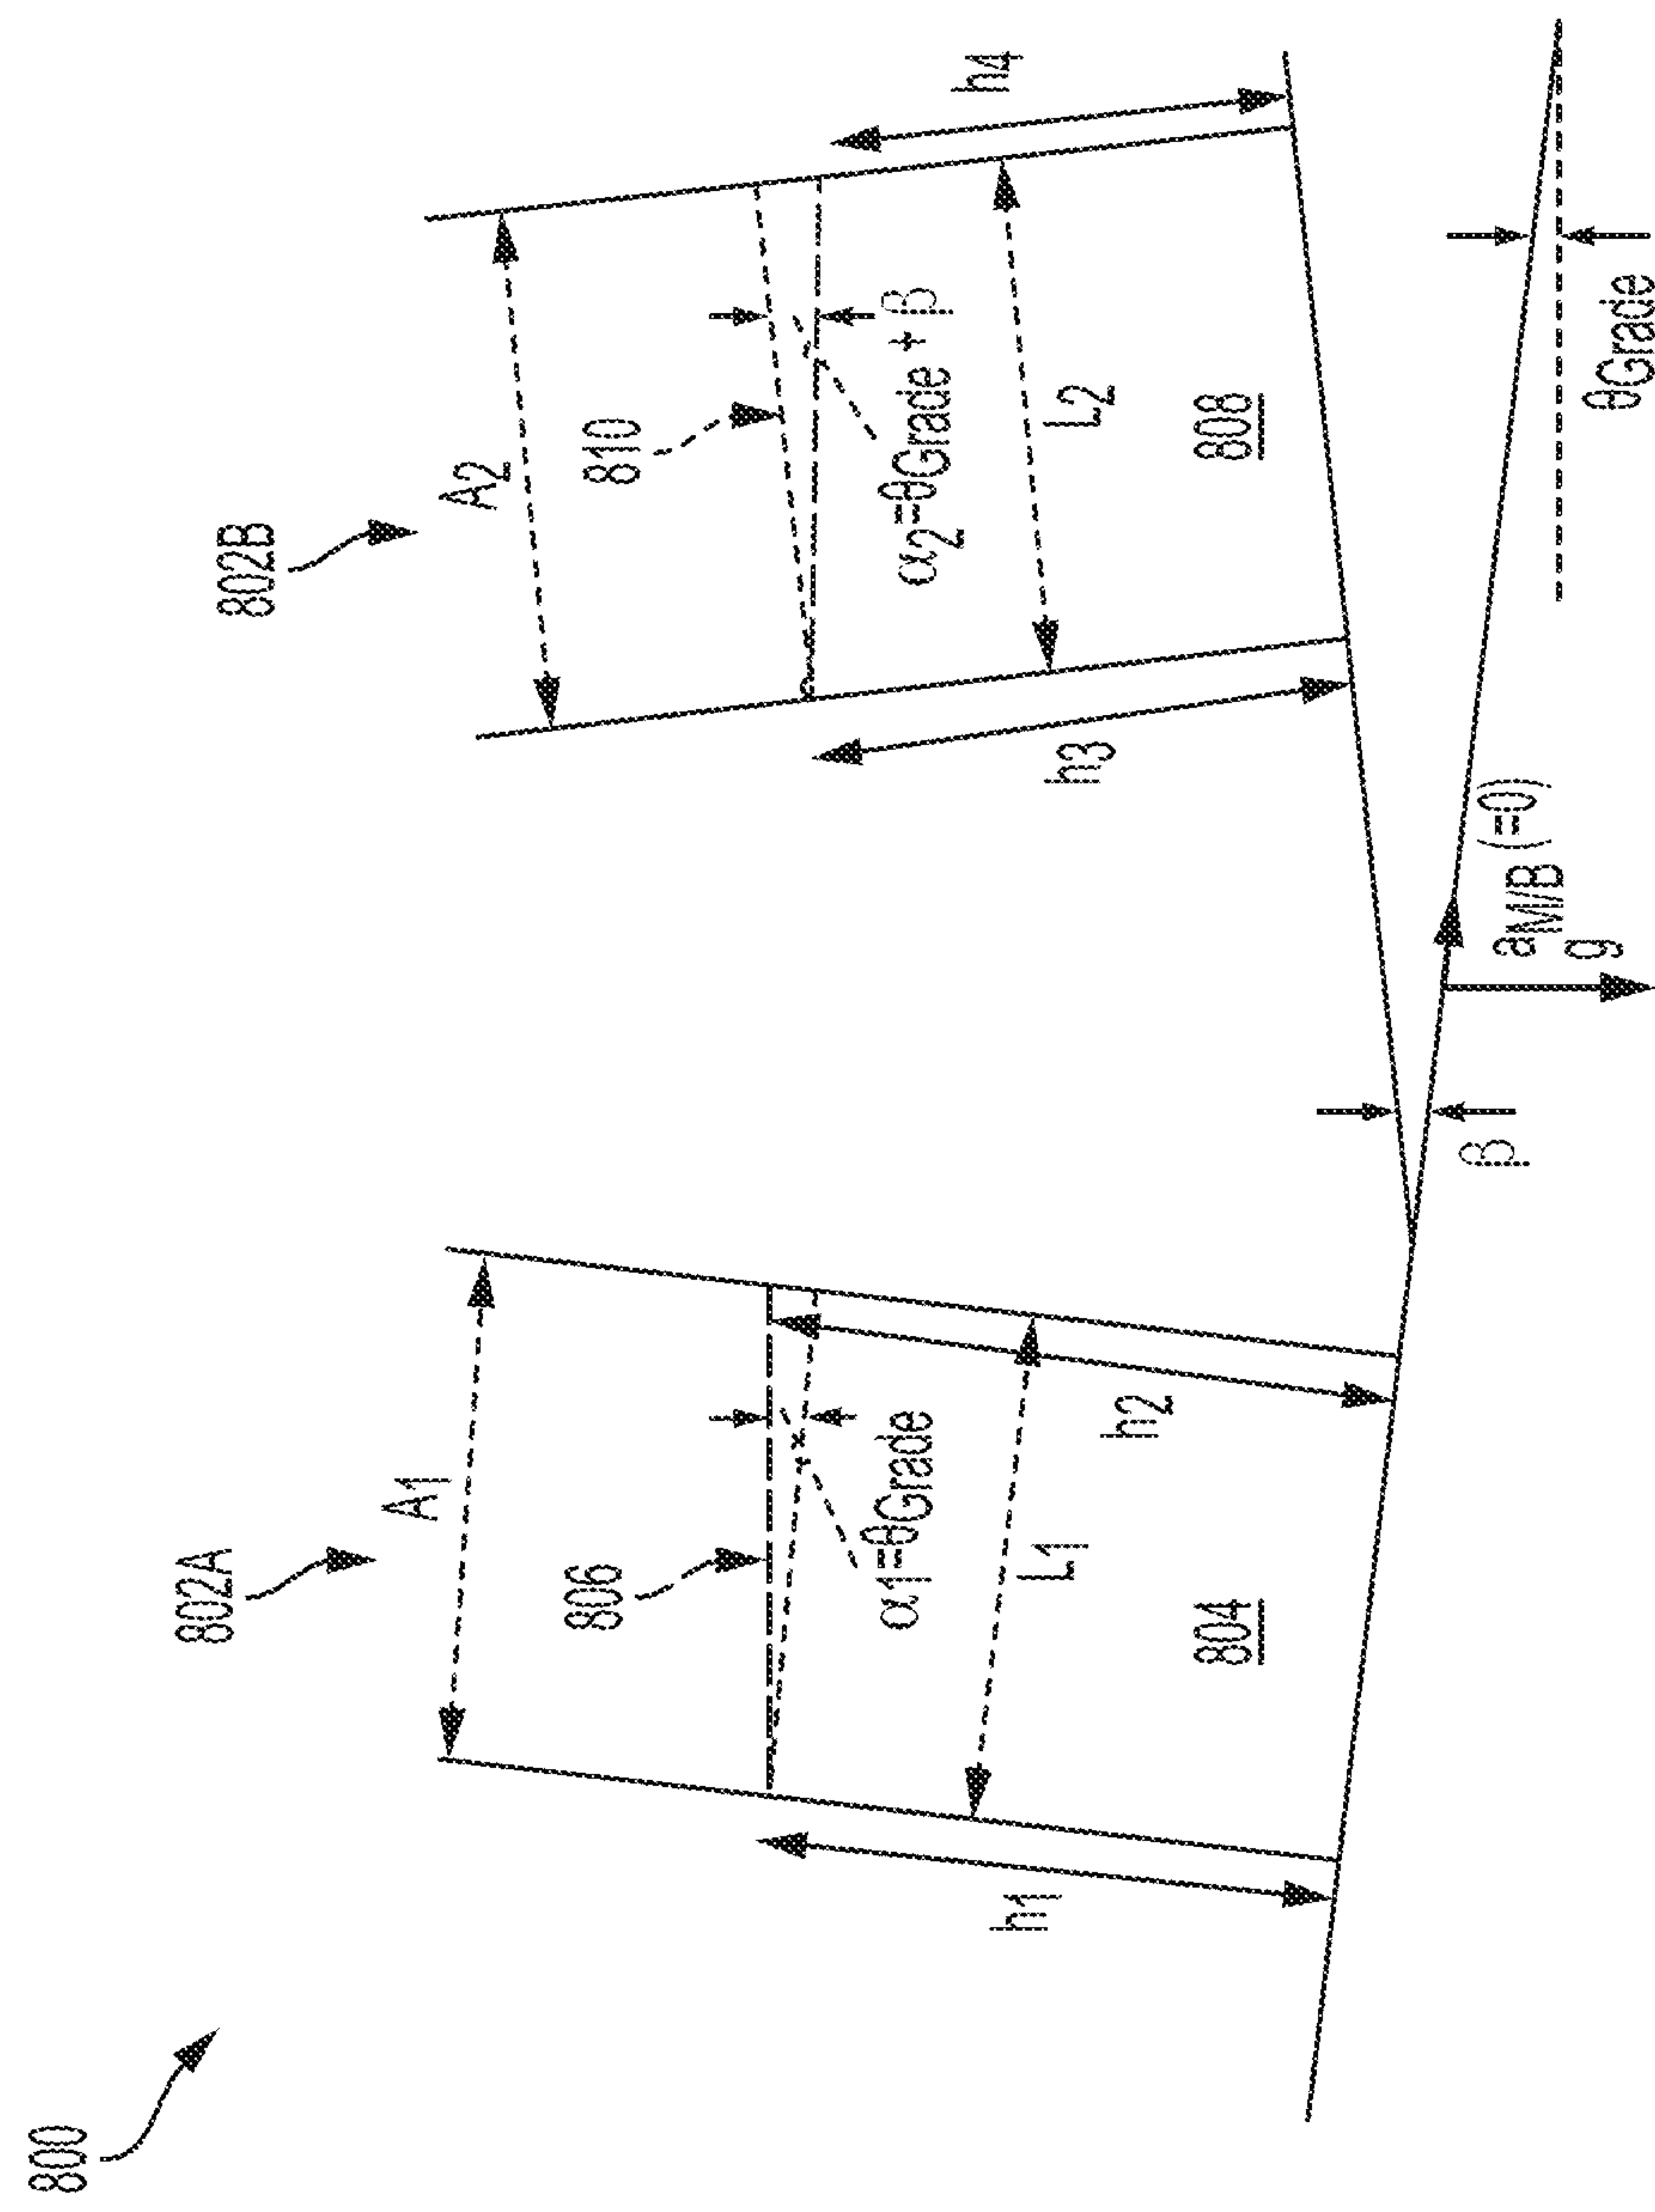 800
802A
802B
A1
A2
806
810
α1=θGrade
α2=θGrade + β
h1
h2
h3
h4
L1
L2
804
808
β
aM/B (=0)
g
θGrade